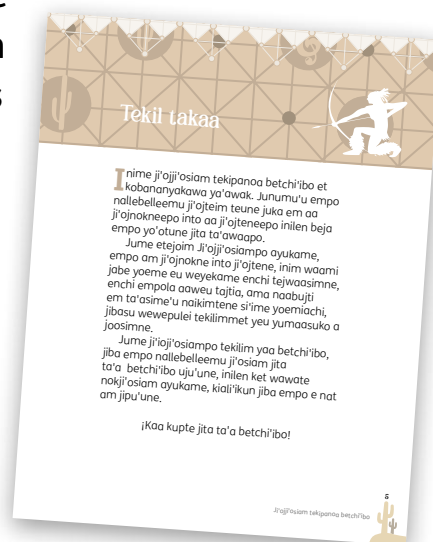 Tekil takaa
Inime ji'ojji'osiam tekipanoa betchi'ibo et
kobananyakawa ya'awak. Junumu'u empo
nallebelleemu ji'ojteim teune juka em aa
ji'ojnokneepo into aa ji'ojteneepo inilen beja
empo yo'otune jita ta'awaapo.
Jume etejoim Ji'ojji'osiampo ayukame,
empo am ji'ojnokne into ji'ojtene, inim waami
jabe yoeme eu weyekame enchi tejwaasimne,
enchi empola aaweu tajtia, ama naabujti
em ta'asime'u naikimtene si'ime yoemiachi,
jibasu wewepulei tekilimmet yeu yumaasuko a
joosimne.
Jume ji'ioji'osiampo tekilim yaa betchi'ibo,
jiba empo nallebelleemu ji'osiam jita
ta'a betchi'ibo uju'une, inilen ket wawate
nokji'osiam ayukame, kiali'ikun jiba empo e nat
am jipu'une.
¡Kaa kupte jita ta'a betchi'ibo!
Ji'ojji'osiam tekipanoa betchi'ibo
5